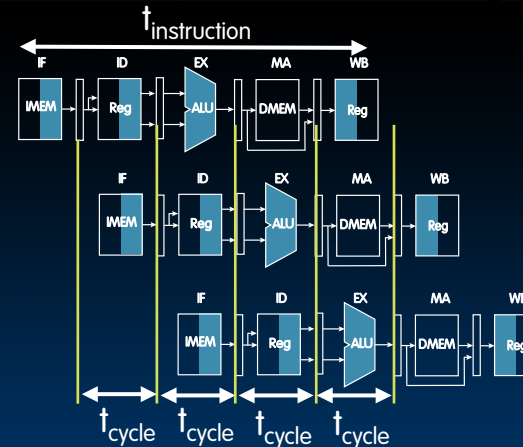 tinstruction
IF ID EX MA WB
IMEM Reg ALU DMEM Reg
IF ID EX MA WB
IMEM Reg ALU DMEM Reg
IF ID EX MA
IMEM Reg ALU DMEM Reg
tcycle tcycle tcycle tcycle